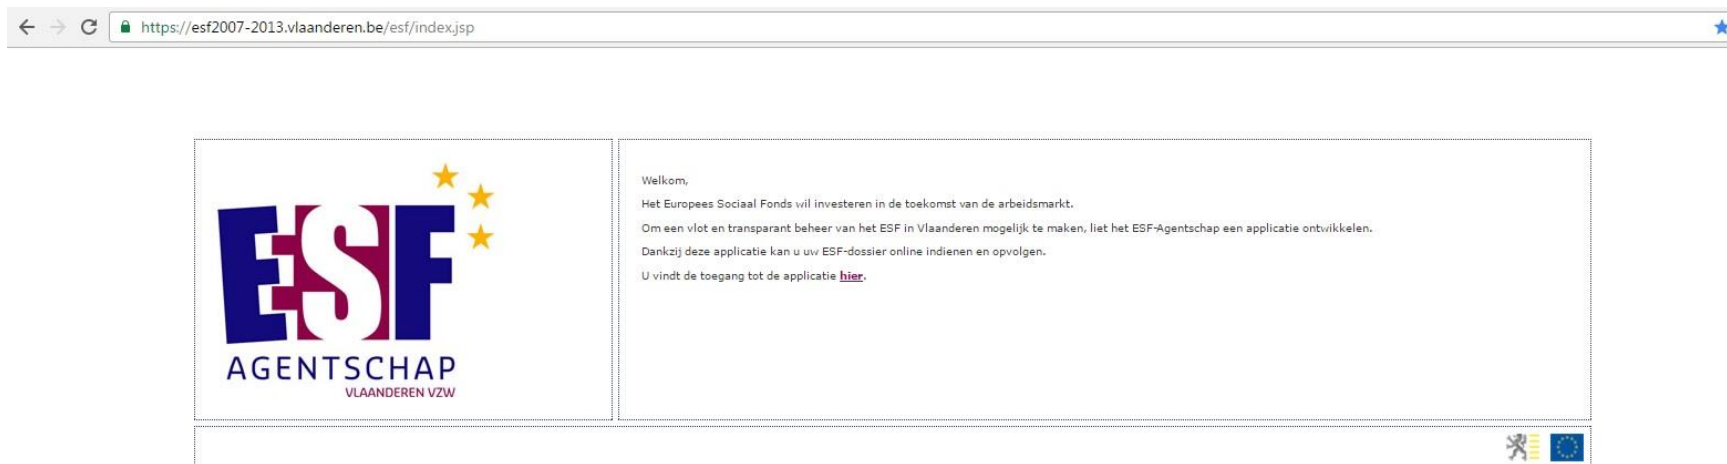 https://esf2007-2013.vlaanderen.be/esf/index.jsp
ESF
AGENTSCHAP
VLAANDEREN VZW
Welkom,
Het Europees Sociaal Fonds wil investeren in de toekomst van de arbeidsmarkt.
Om een vlot en transparant beheer van het ESF in Vlaanderen mogelijk te maken, liet het ESF-Agentschap een applicatie ontwikkelen.
Dankzij deze applicatie kan u uw ESF-dossier online indienen en opvolgen.
U vindt de toegang tot de applicatie hier.